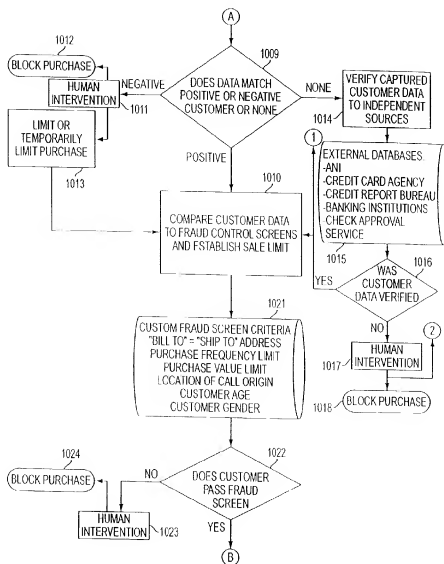 A
1012
1009
BLOCK PURCHASE
HUMAN
INTERVENTION
1011
NEGATIVE
DOES DATA MATCH
POSITIVE OR NEGATIVE
CUSTOMER OR NONE
NONE
VERIFY CAPTURED
CUSTOMER DATA
TO INDEPENDENT
SOURCES
1014
LIMIT OR
TEMPORARILY
LIMIT PURCHASE
1013
POSITIVE
1
EXTERNAL DATABASES
-ANI
-CREDIT CARD AGENCY
-CREDIT REPORT BUREAU
-BANKING INSTITUTIONS
-CHECK APPROVAL
SERVICE
1015
1010
COMPARE CUSTOMER DATA
TO FRAUD CONTROL SCREENS
AND ESTABLISH SALE LIMIT
1016
YES
WAS
CUSTOMER
DATA VERIFIED
NO
2
1021
CUSTOM FRAUD SCREEN CRITERIA
"BILL TO" = "SHIP TO" ADDRESS
PURCHASE FREQUENCY LIMIT
PURCHASE VALUE LIMIT
LOCATION OF CALL ORIGIN
CUSTOMER AGE
CUSTOMER GENDER
1017
HUMAN
INTERVENTION
1018
BLOCK PURCHASE
1024
BLOCK PURCHASE
NO
1022
DOES CUSTOMER
PASS FRAUD
SCREEN
HUMAN
INTERVENTION
1023
YES
B